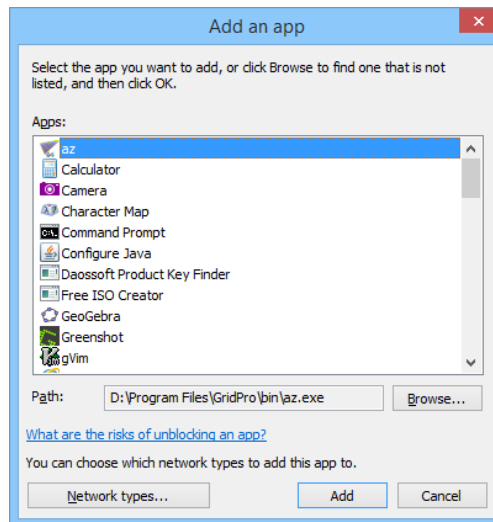 Add an app
Select the app you want to add, or click Browse to find one that is not
listed, and then click OK.
Apps:
az
Calculator
Camera
Character Map
Command Prompt
Configure Java
Daossoft Product Key Finder
Free ISO Creator
GeoGebra
Greenshot
gVim
Path: D:\Program Files\GridPro\bin\az.exe Browse...
What are the risks of unblocking an app?
You can choose which network types to add this app to.
Network types... Add Cancel